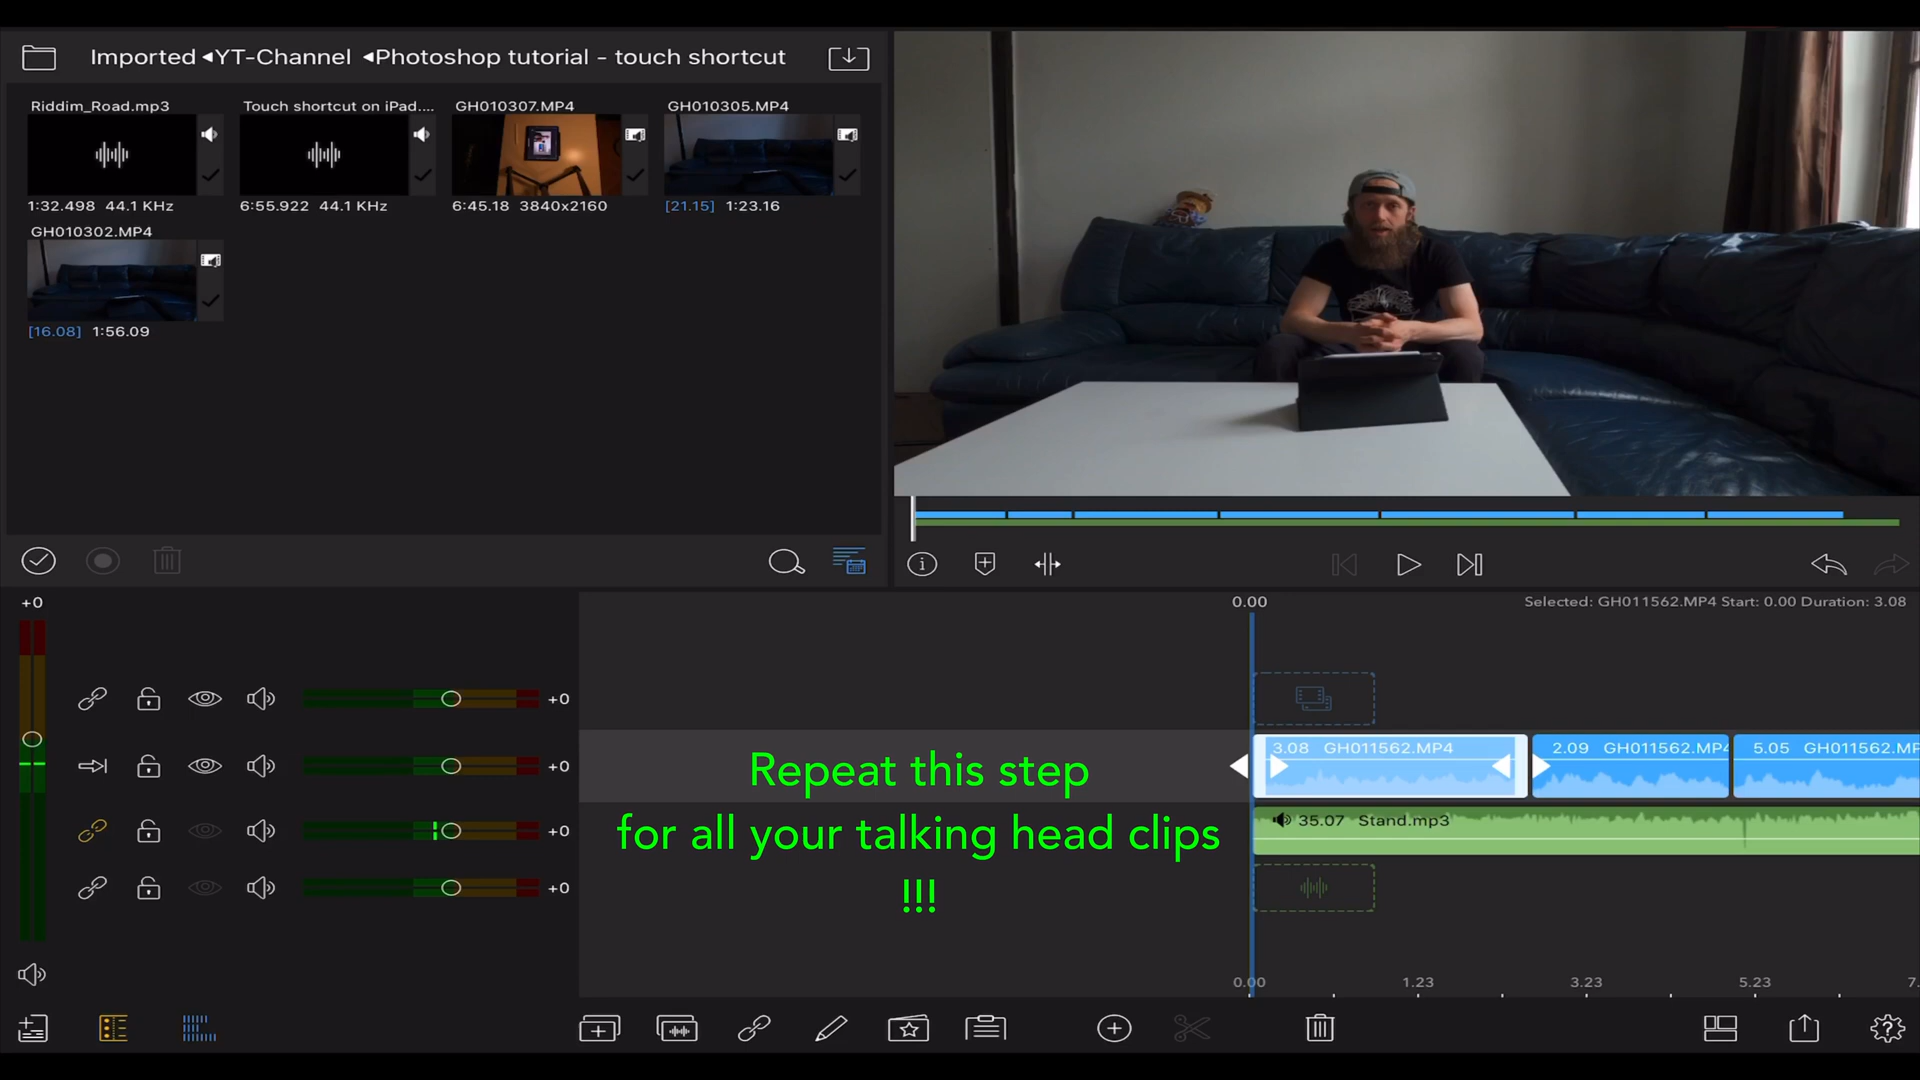 Imported ◂YT-Channel ◂Photoshop tutorial - touch shortcut
Riddim_Road.mp3
1:32.498 44.1 KHz
Touch shortcut on iPad....
6:55.922 44.1 KHz
GH010307.MP4
6:45.18 3840x2160
GH010305.MP4
[21.15] 1:23.16
GH010302.MP4
[16.08] 1:56.09
+0
0.00
Selected: GH011562.MP4 Start: 0.00 Duration: 3.08
+0
+0
+0
+0
3.08 GH011562.MP4
2.09 GH011562.MP4
5.05 GH011562.MP
35.07 Stand.mp3
Repeat this step
for all your talking head clips
!!!
0.00 1.23 3.23 5.23 7.